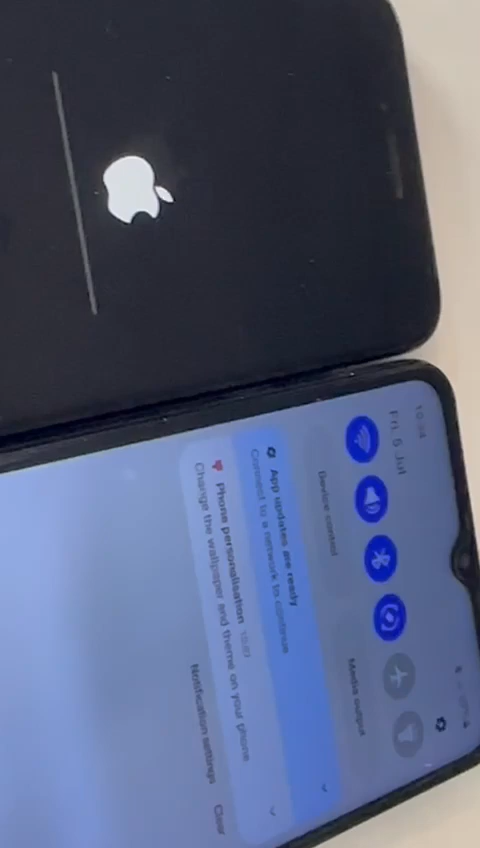 Fri, 5 Jul
Device control
Media output
App updates are ready
Connect to a network to continue
Phone personalisation
Change the wallpaper and theme on your phone
Notification settings
Clear